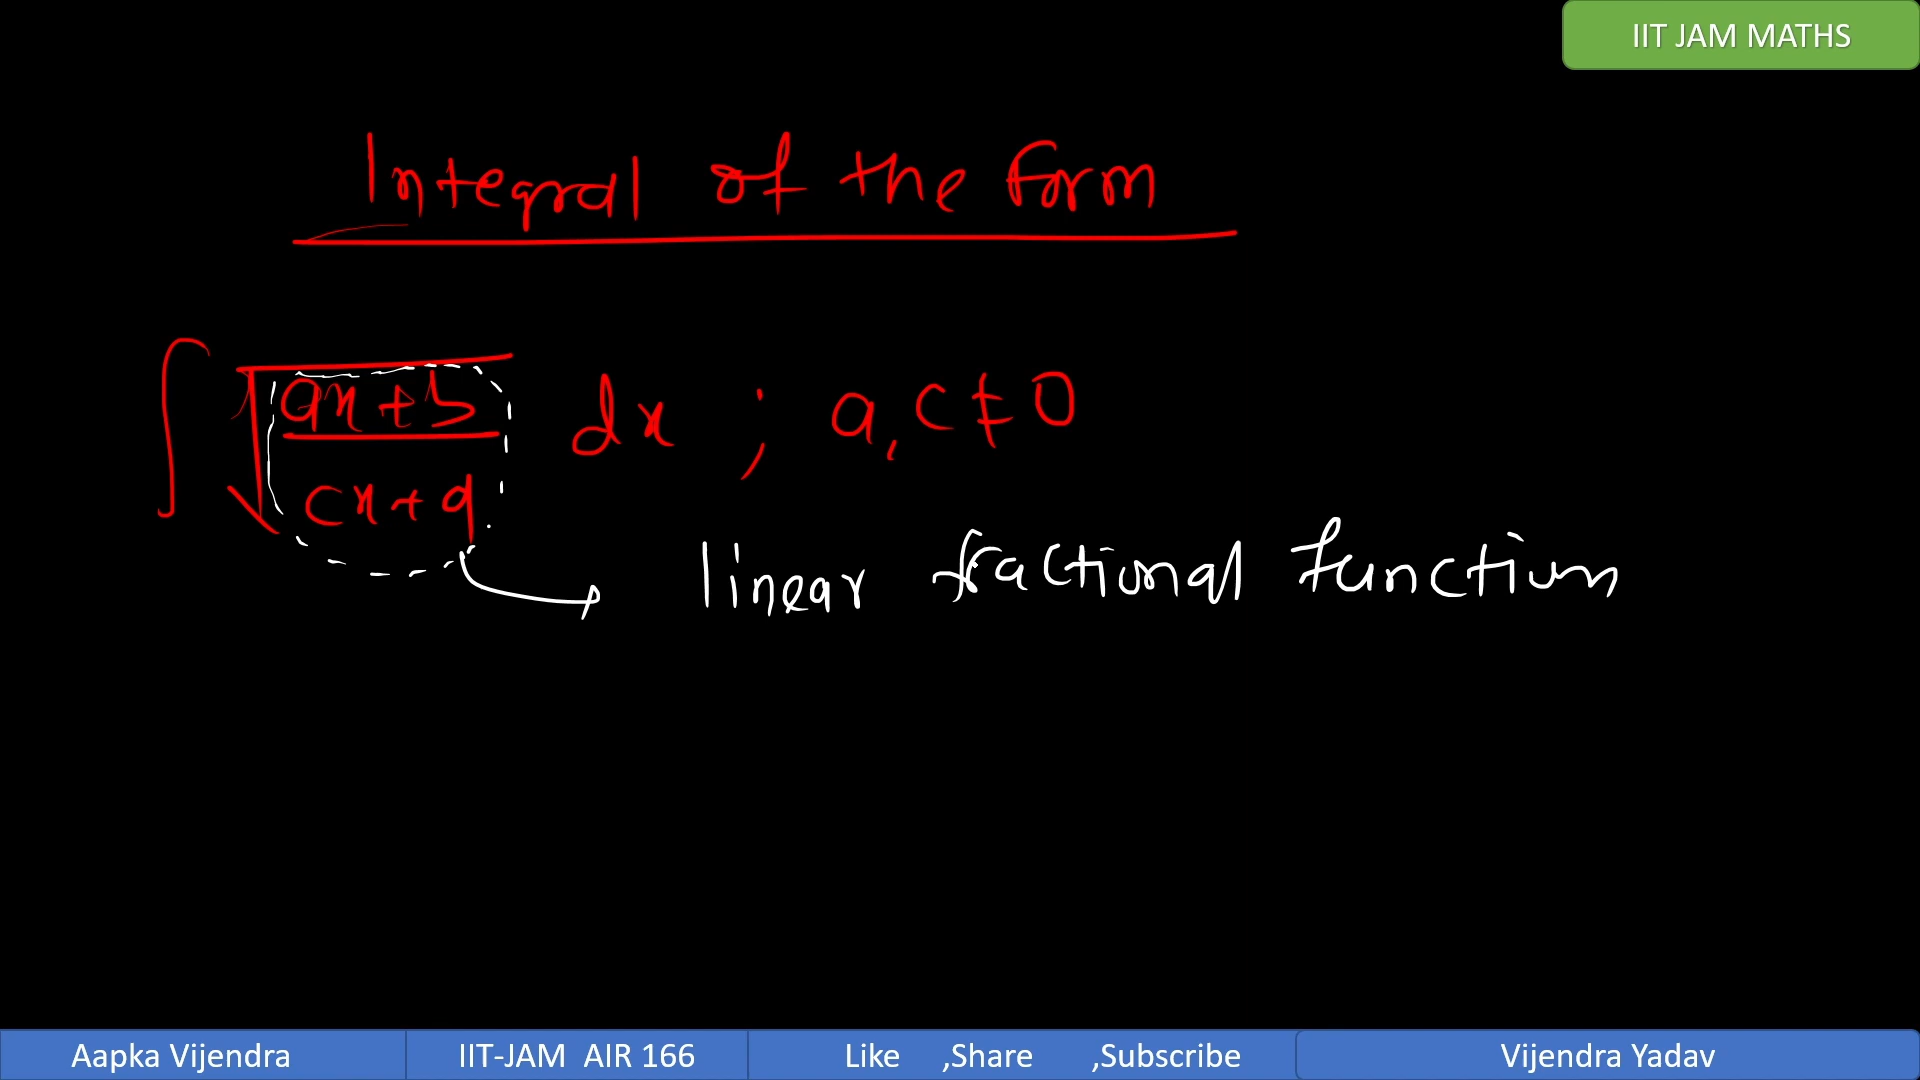 IIT JAM MATHS
Integral of the form
∫ √((ax+b)/(cx+q)) dx ; a, c ≠ 0
linear fractional function
Aapka Vijendra IIT-JAM AIR 166 Like ,Share ,Subscribe Vijendra Yadav